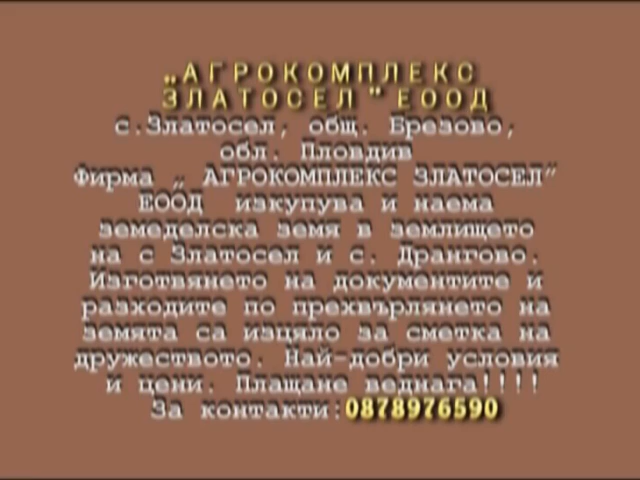 „АГРОКОМПЛЕКС
ЗЛАТОСЕЛ " ЕООД
с.Златосел, общ. Брезово,
обл. Пловдив
Фирма „ АГРОКОМПЛЕКС ЗЛАТОСЕЛ"
ЕООД изкупува и наема
земеделска земя в землището
на с Златосел и с. Дрангово.
Изготвянето на документите и
разходите по прехвърлянето на
земята са изцяло за сметка на
дружеството. Най-добри условия
и цени. Плащане веднага!!!!
За контакти:0878976590